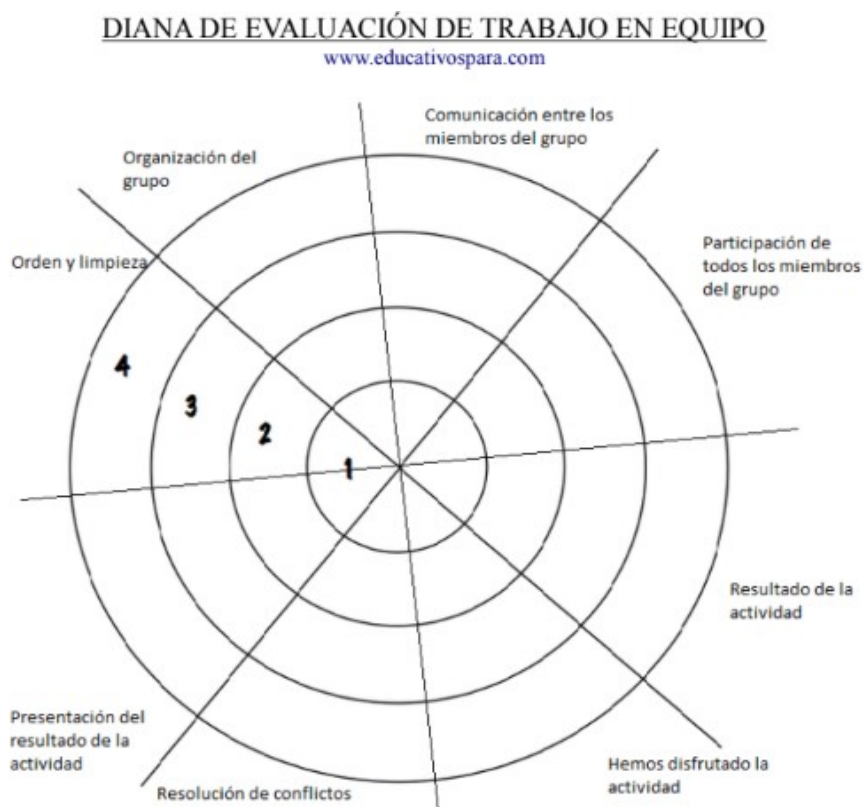 DIANA DE EVALUACIÓN DE TRABAJO EN EQUIPO
www.educativospara.com
Comunicación entre los
miembros del grupo
Organización del
grupo
Participación de
todos los miembros
del grupo
Orden y limpieza
4
3
2
1
Resultado de la
actividad
Presentación del
resultado de la
actividad
Hemos disfrutado la
actividad
Resolución de conflictos